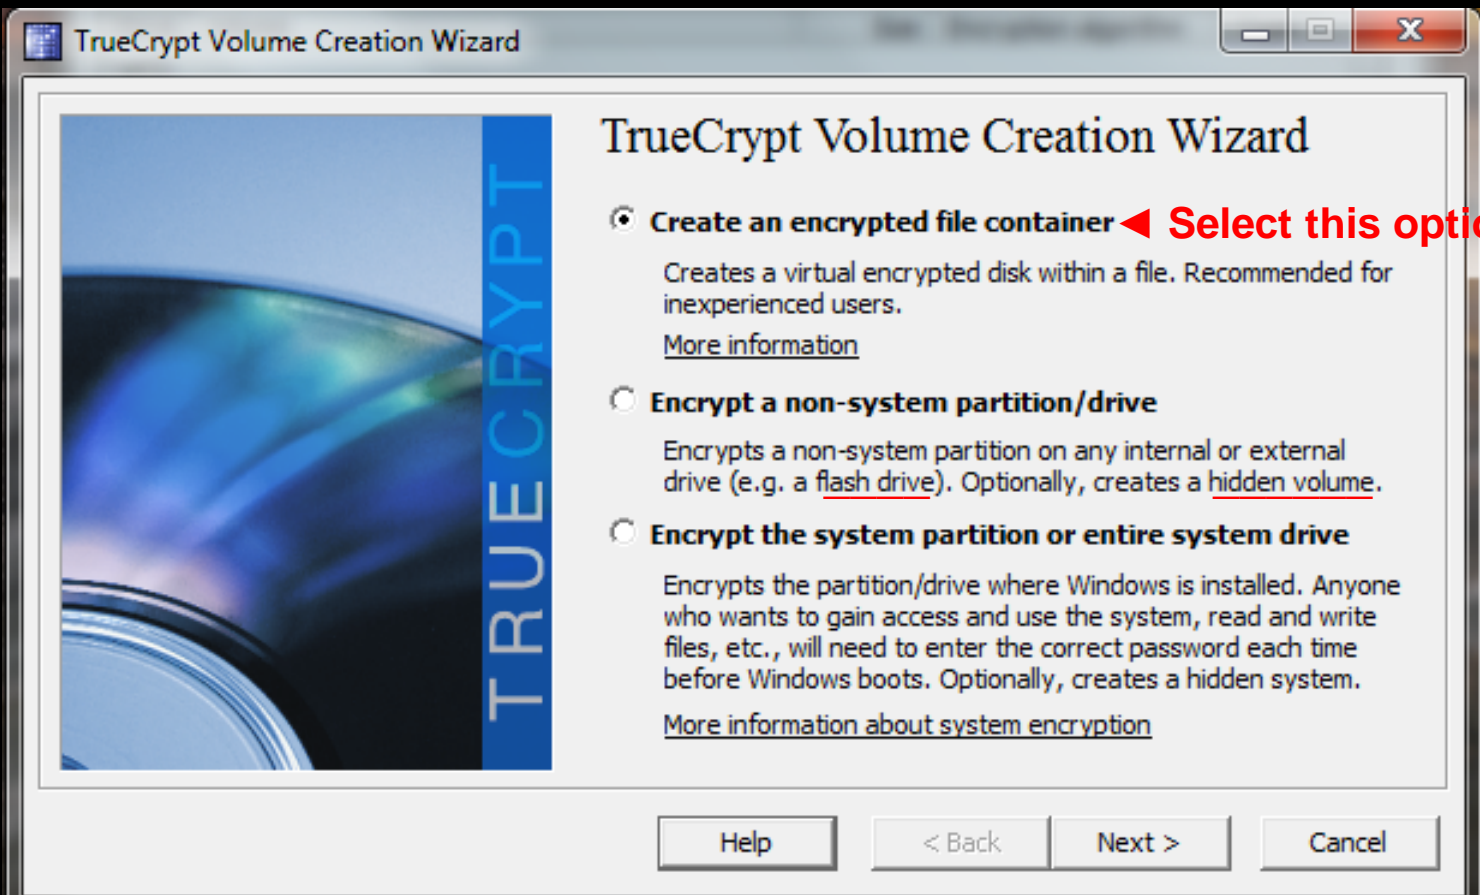 TrueCrypt Volume Creation Wizard
TRUECRYPT
TrueCrypt Volume Creation Wizard
Create an encrypted file container ◄ Select this
Creates a virtual encrypted disk within a file. Recommended for
inexperienced users.
More information
Encrypt a non-system partition/drive
Encrypts a non-system partition on any internal or external
drive (e.g. a flash drive). Optionally, creates a hidden volume.
Encrypt the system partition or entire system drive
Encrypts the partition/drive where Windows is installed. Anyone
who wants to gain access and use the system, read and write
files, etc., will need to enter the correct password each time
before Windows boots. Optionally, creates a hidden system.
More information about system encryption
Help
< Back
Next >
Cancel